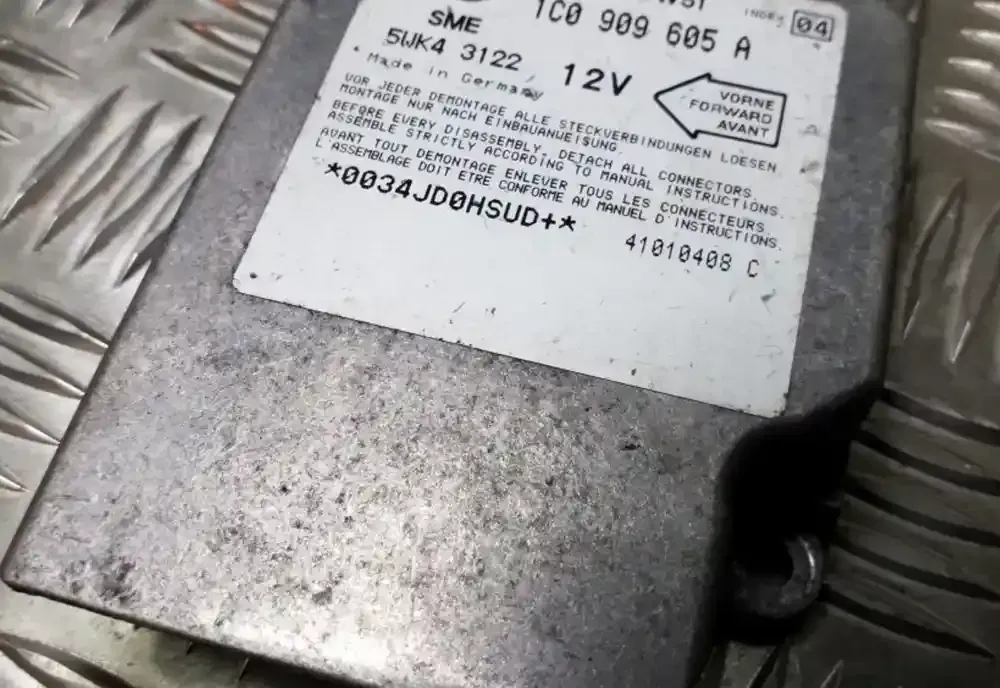 1C0 909 605 A
INDEX 04
SME
5WK4 3122
12V
Made in Germany
VORNE
FORWARD
AVANT
VOR JEDER DEMONTAGE ALLE STECKVERBINDUNGEN LOESEN
MONTAGE NUR NACH EINBAUANWEISUNG.
BEFORE EVERY DISASSEMBLY, DETACH ALL CONNECTORS.
ASSEMBLE STRICTLY ACCORDING TO MANUAL INSTRUCTIONS.
AVANT TOUT DEMONTAGE ENLEVER TOUS LES CONNECTEURS.
L'ASSEMBLAGE DOIT ETRE CONFORME AU MANUEL D'INSTRUCTIONS.
*0034JD0HSUD+*
41010408 C